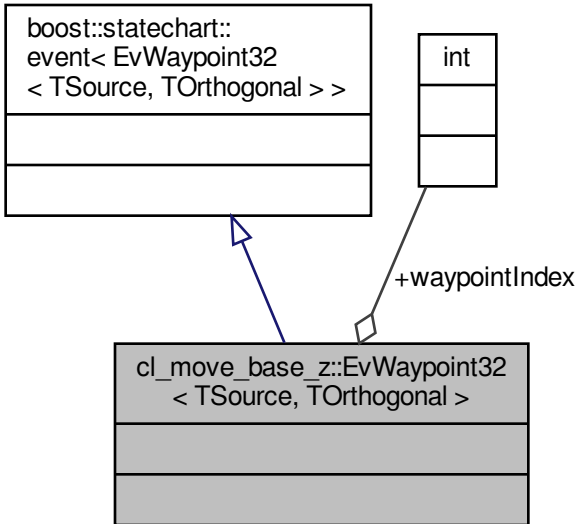 boost::statechart::
event< EvWaypoint32
< TSource, TOrthogonal > >
int
+waypointIndex
cl_move_base_z::EvWaypoint32
< TSource, TOrthogonal >